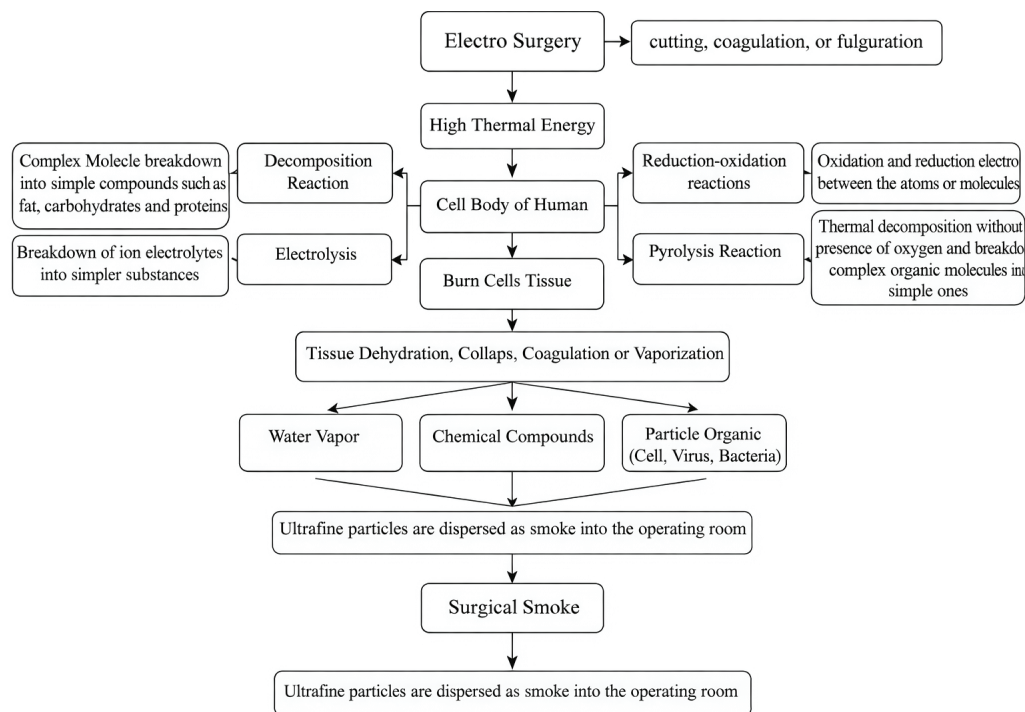 Electro Surgery
cutting, coagulation, or fulguration
High Thermal Energy
Complex Molecle breakdown
into simple compounds such as
fat, carbohydrates and proteins
Decomposition
Reaction
Reduction-oxidation
reactions
Oxidation and reduction electro
between the atoms or molecules
Cell Body of Human
Breakdown of ion electrolytes
into simpler substances
Electrolysis
Pyrolysis Reaction
Thermal decomposition without
presence of oxygen and breakdo
complex organic molecules in
simple ones
Burn Cells Tissue
Tissue Dehydration, Collaps, Coagulation or Vaporization
Water Vapor
Chemical Compounds
Particle Organic
(Cell, Virus, Bacteria)
Ultrafine particles are dispersed as smoke into the operating room
Surgical Smoke
Ultrafine particles are dispersed as smoke into the operating room